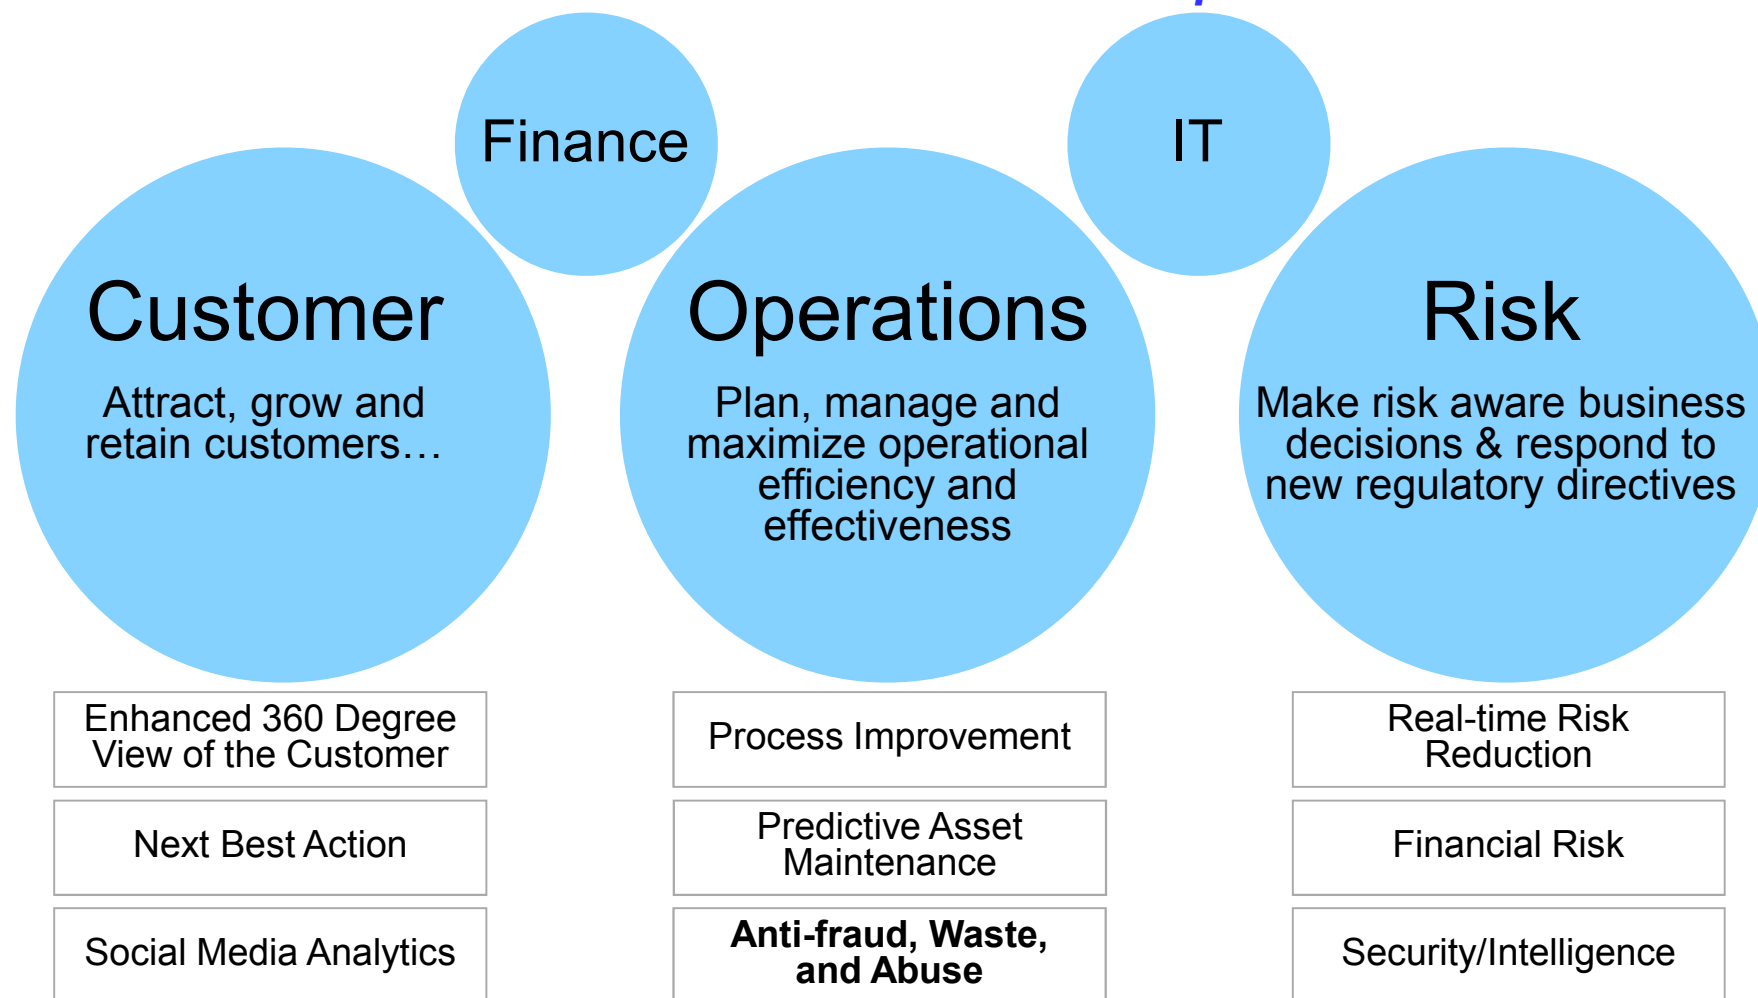 Finance
IT
Customer
Attract, grow and
retain customers…
Operations
Plan, manage and
maximize operational
efficiency and
effectiveness
Risk
Make risk aware business
decisions & respond to
new regulatory directives
Enhanced 360 Degree
View of the Customer
Next Best Action
Social Media Analytics
Process Improvement
Predictive Asset
Maintenance
Anti-fraud, Waste,
and Abuse
Real-time Risk
Reduction
Financial Risk
Security/Intelligence